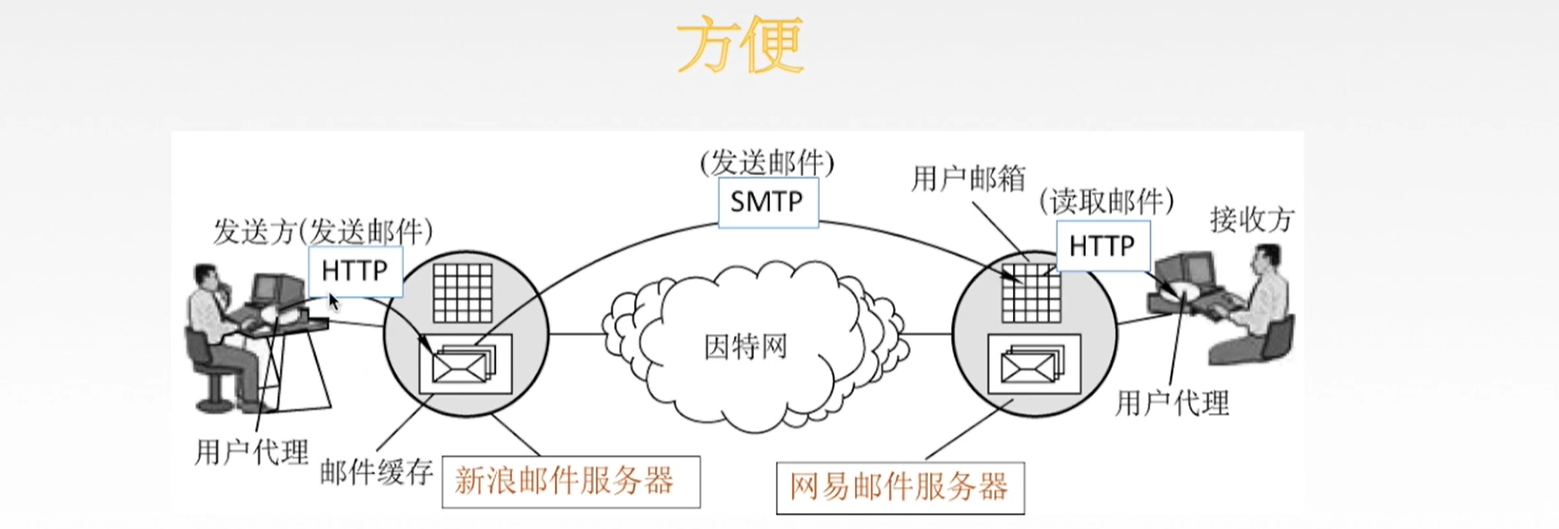 方便
(发送邮件)
SMTP
用户邮箱
(读取邮件)
HTTP
接收方
发送方(发送邮件)
HTTP
因特网
用户代理
用户代理
邮件缓存
新浪邮件服务器
网易邮件服务器